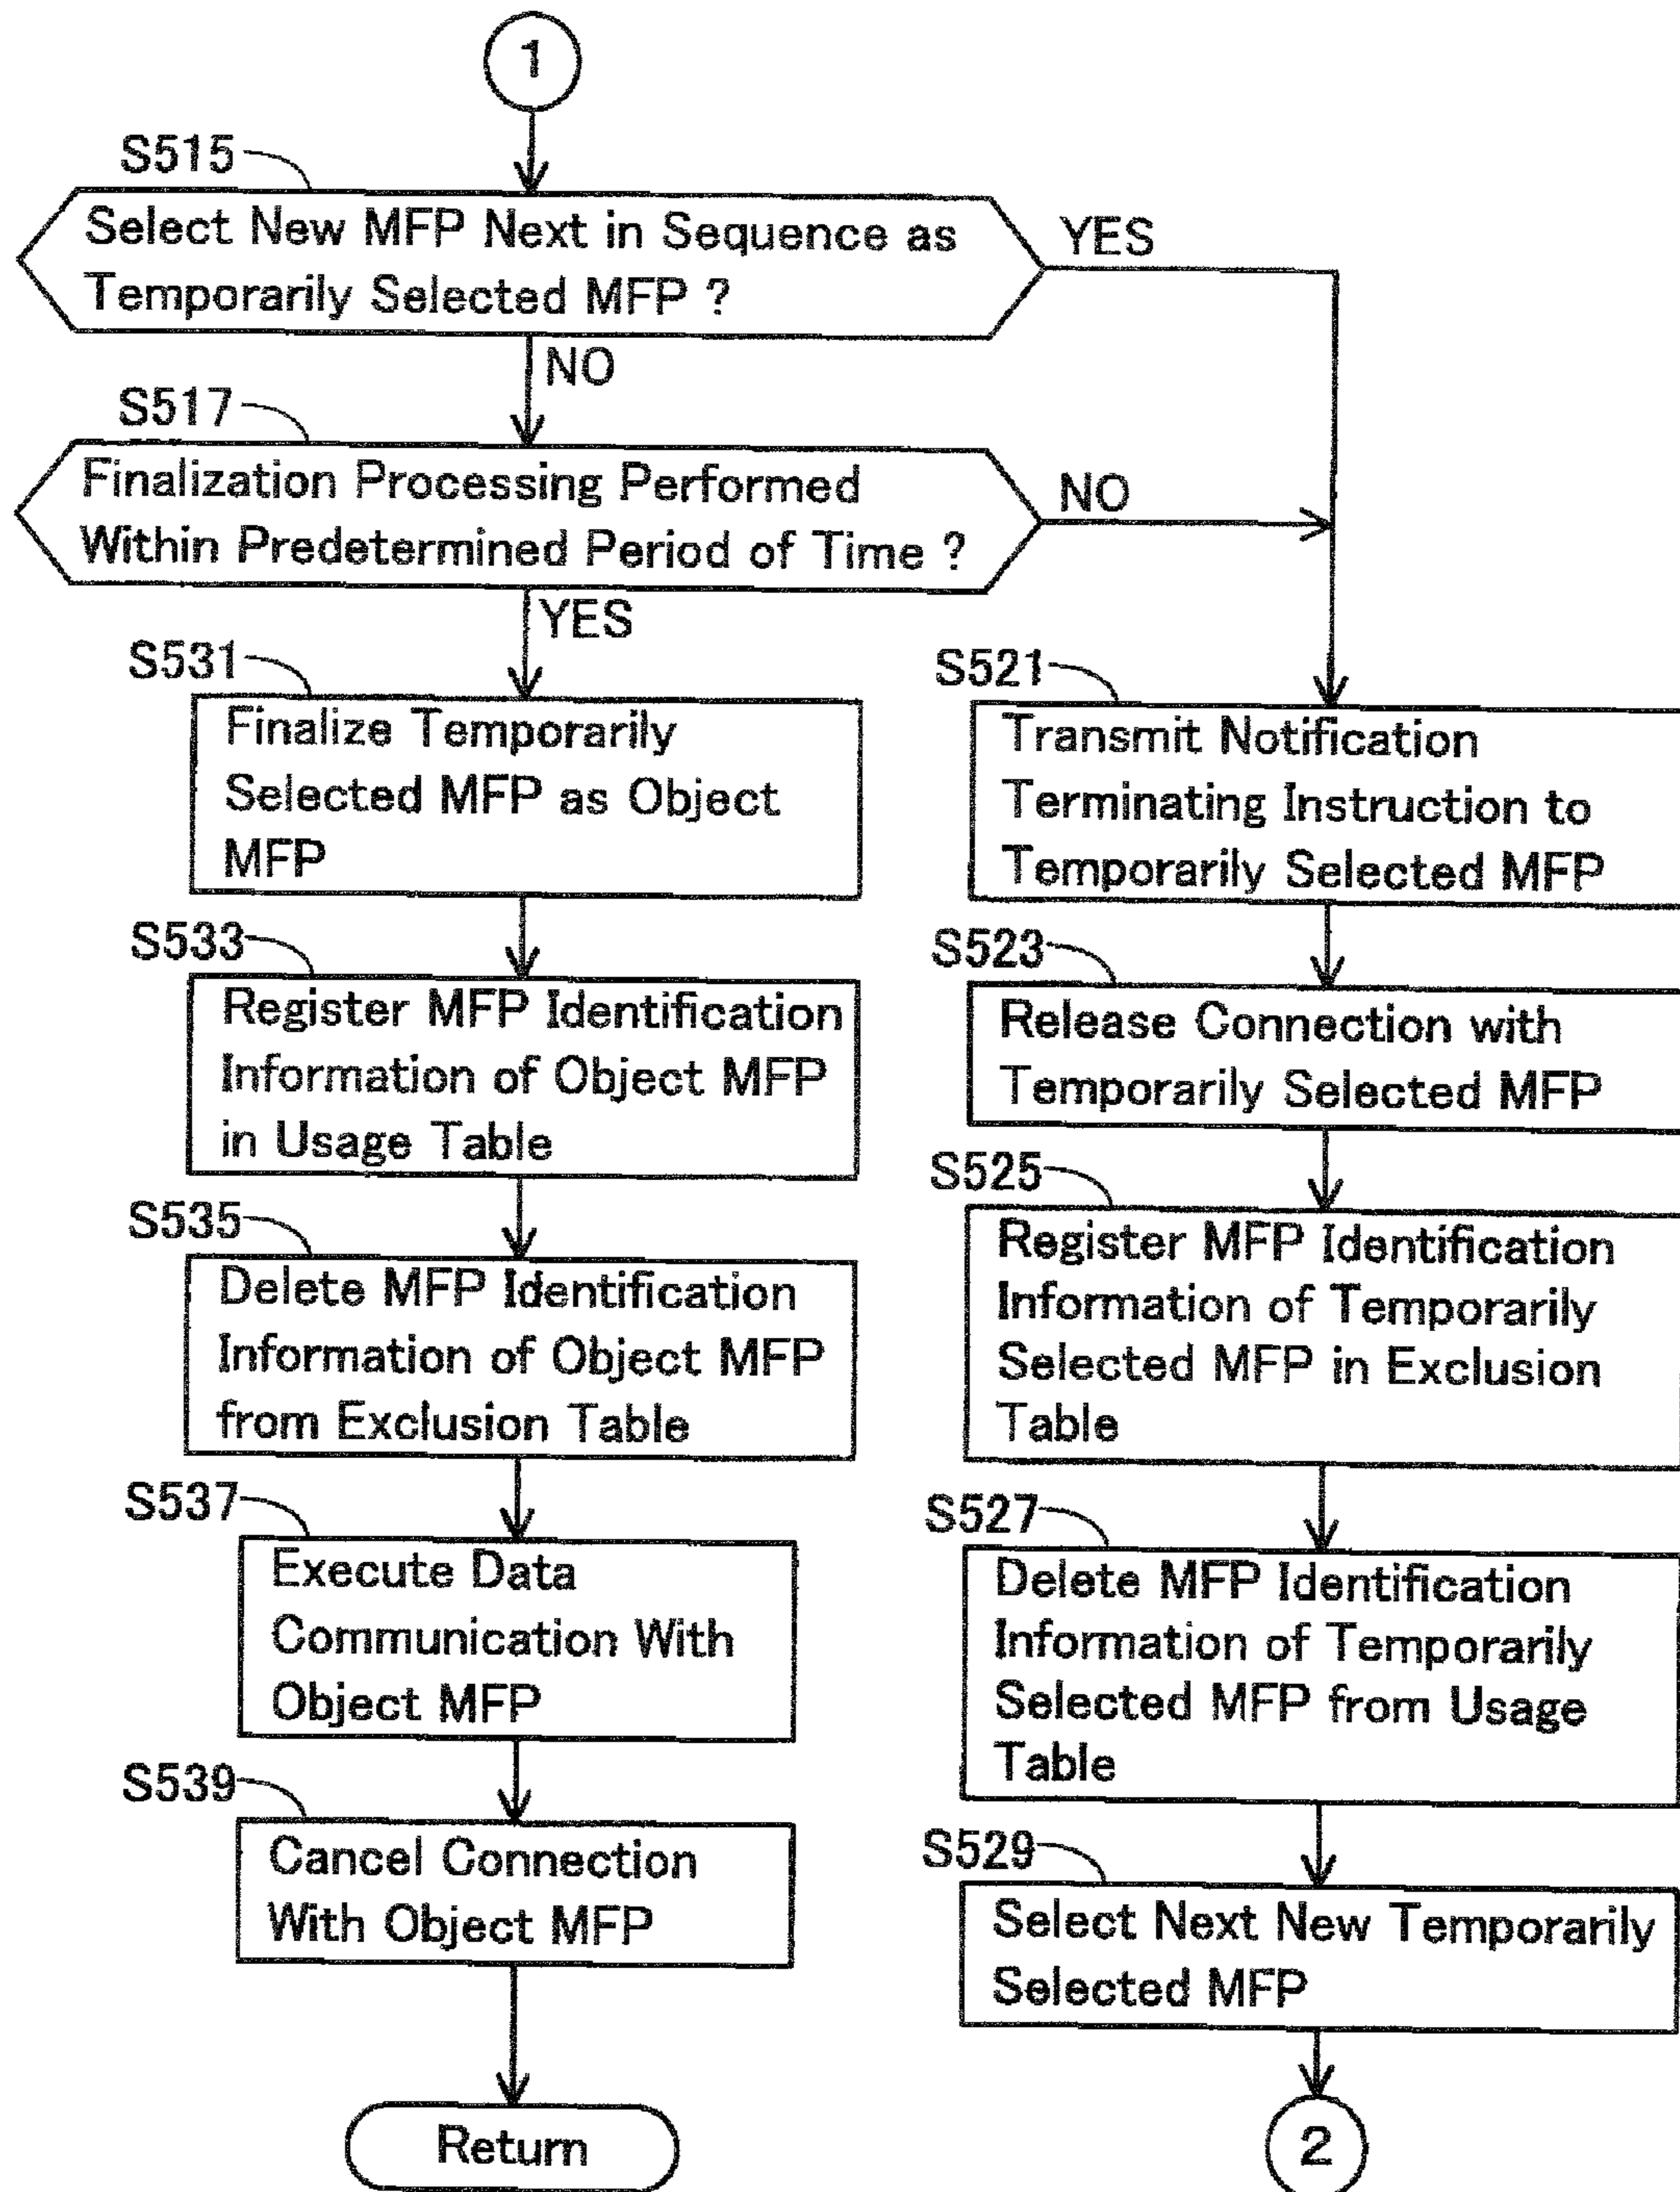 1
S515
Select New MFP Next in Sequence as
Temporarily Selected MFP ?
YES
NO
S517
Finalization Processing Performed
Within Predetermined Period of Time ?
NO
YES
S531
Finalize Temporarily
Selected MFP as Object
MFP
S533
Register MFP Identification
Information of Object MFP
in Usage Table
S535
Delete MFP Identification
Information of Object MFP
from Exclusion Table
S537
Execute Data
Communication With
Object MFP
S539
Cancel Connection
With Object MFP
Return
S521
Transmit Notification
Terminating Instruction to
Temporarily Selected MFP
S523
Release Connection with
Temporarily Selected MFP
S525
Register MFP Identification
Information of Temporarily
Selected MFP in Exclusion
Table
S527
Delete MFP Identification
Information of Temporarily
Selected MFP from Usage
Table
S529
Select Next New Temporarily
Selected MFP
2